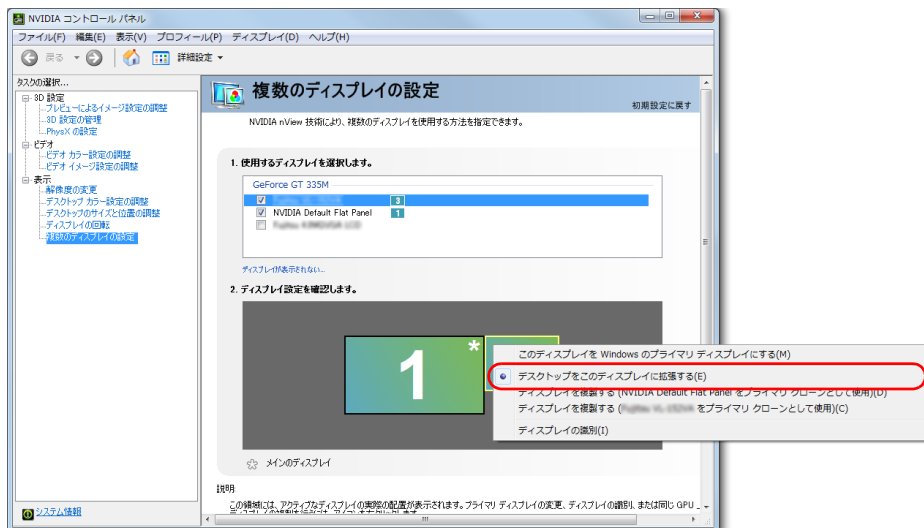 NVIDIA コントロール パネル
ファイル(F) 編集(E) 表示(V) プロフィール(P) ディスプレイ(D) ヘルプ(H)
戻る 詳細設定
タスクの選択...
3D 設定
プレビューによるイメージ設定の調整
3D 設定の管理
PhysX の設定
ビデオ
ビデオ カラー設定の調整
ビデオ イメージ設定の調整
表示
解像度の変更
デスクトップ カラー設定の調整
デスクトップのサイズと位置の調整
ディスプレイの回転
複数のディスプレイの設定
システム情報
複数のディスプレイの設定
初期設定に戻す
NVIDIA nView 技術により、複数のディスプレイを使用する方法を指定できます。
1. 使用するディスプレイを選択します。
GeForce GT 335M
3
NVIDIA Default Flat Panel 1
ディスプレイが表示されない...
2. ディスプレイ設定を確認します。
1 *
このディスプレイを Windows のプライマリ ディスプレイにする(M)
デスクトップをこのディスプレイに拡張する(E)
ディスプレイを複製する (NVIDIA Default Flat Panel をプライマリ クローンとして使用)(D)
ディスプレイを複製する ( をプライマリ クローンとして使用)(C)
ディスプレイの識別(I)
メインのディスプレイ
説明
この領域には、アクティブなディスプレイの実際の配置が表示されます。プライマリ ディスプレイの変更、ディスプレイの識別、または同じ GPU